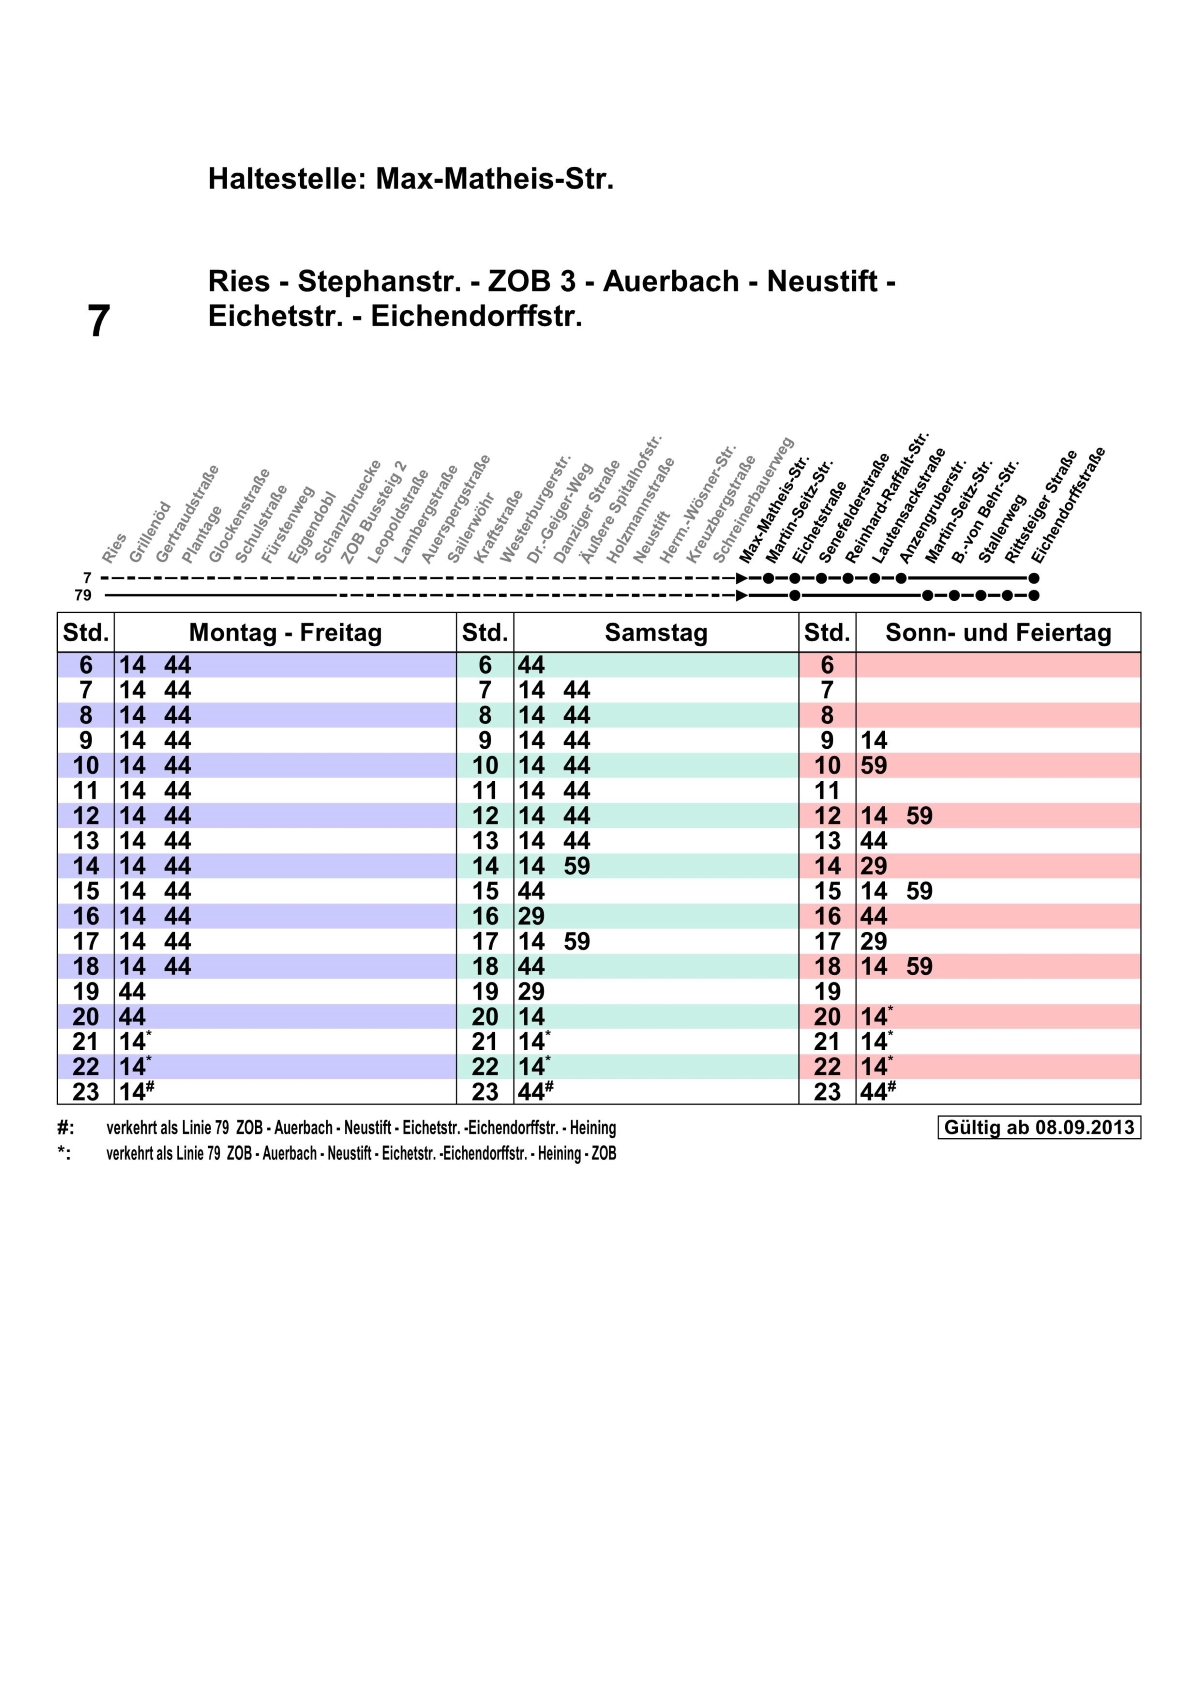 Haltestelle: Max-Matheis-Str.
7
Ries - Stephanstr. - ZOB 3 - Auerbach - Neustift -
Eichetstr. - Eichendorffstr.
Ries
Grillenöd
Gertraudstraße
Plantage
Glockenstraße
Schulstraße
Fürstenweg
Eggendobl
Schanzlbruecke
ZOB Bussteig 2
Leopoldstraße
Lambergstraße
Auerspergstraße
Sailerwöhr
Kraftstraße
Westerburgerstr.
Dr.-Geiger-Weg
Danziger Straße
Äußere Spitalhofstr.
Holzmannstraße
Neustift
Herm.-Wösner-Str.
Kreuzbergstraße
Schreinerbauerweg
Max-Matheis-Str.
Martin-Seitz-Str.
Eichetstraße
Senefelderstraße
Reinhard-Raffalt-Str.
Lautensackstraße
Anzengruberstr.
Martin-Seitz-Str.
B.-von Behr-Str.
Stallerweg
Rittsteiger Straße
Eichendorffstraße
7
79
Std. Montag - Freitag Std. Samstag Std. Sonn- und Feiertag
6 14 44 6 44 6
7 14 44 7 14 44 7
8 14 44 8 14 44 8
9 14 44 9 14 44 9 14
10 14 44 10 14 44 10 59
11 14 44 11 14 44 11
12 14 44 12 14 44 12 14 59
13 14 44 13 14 44 13 44
14 14 44 14 14 59 14 29
15 14 44 15 44 15 14 59
16 14 44 16 29 16 44
17 14 44 17 14 59 17 29
18 14 44 18 44 18 14 59
19 44 19 29 19
20 44 20 14 20 14*
21 14* 21 14* 21 14*
22 14* 22 14* 22 14*
23 14# 23 44# 23 44#
#: verkehrt als Linie 79 ZOB - Auerbach - Neustift - Eichetstr. -Eichendorffstr. - Heining
Gültig ab 08.09.2013
*: verkehrt als Linie 79 ZOB - Auerbach - Neustift - Eichetstr. -Eichendorffstr. - Heining - ZOB